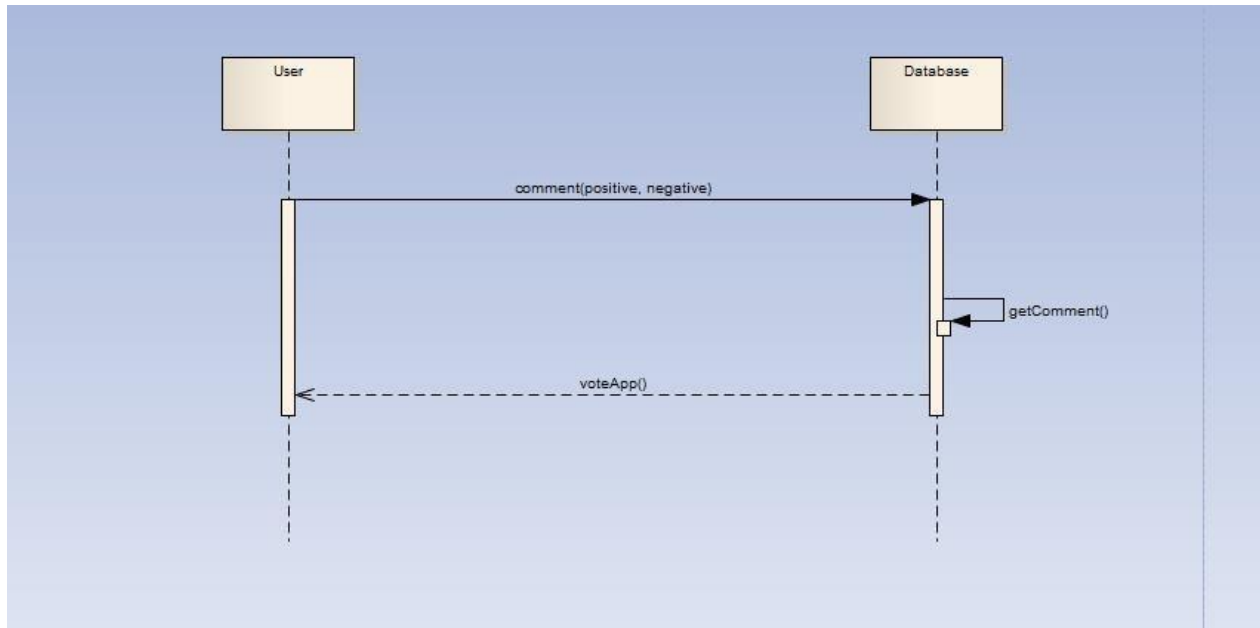 User
Database
comment(positive, negative)
getComment()
voteApp()